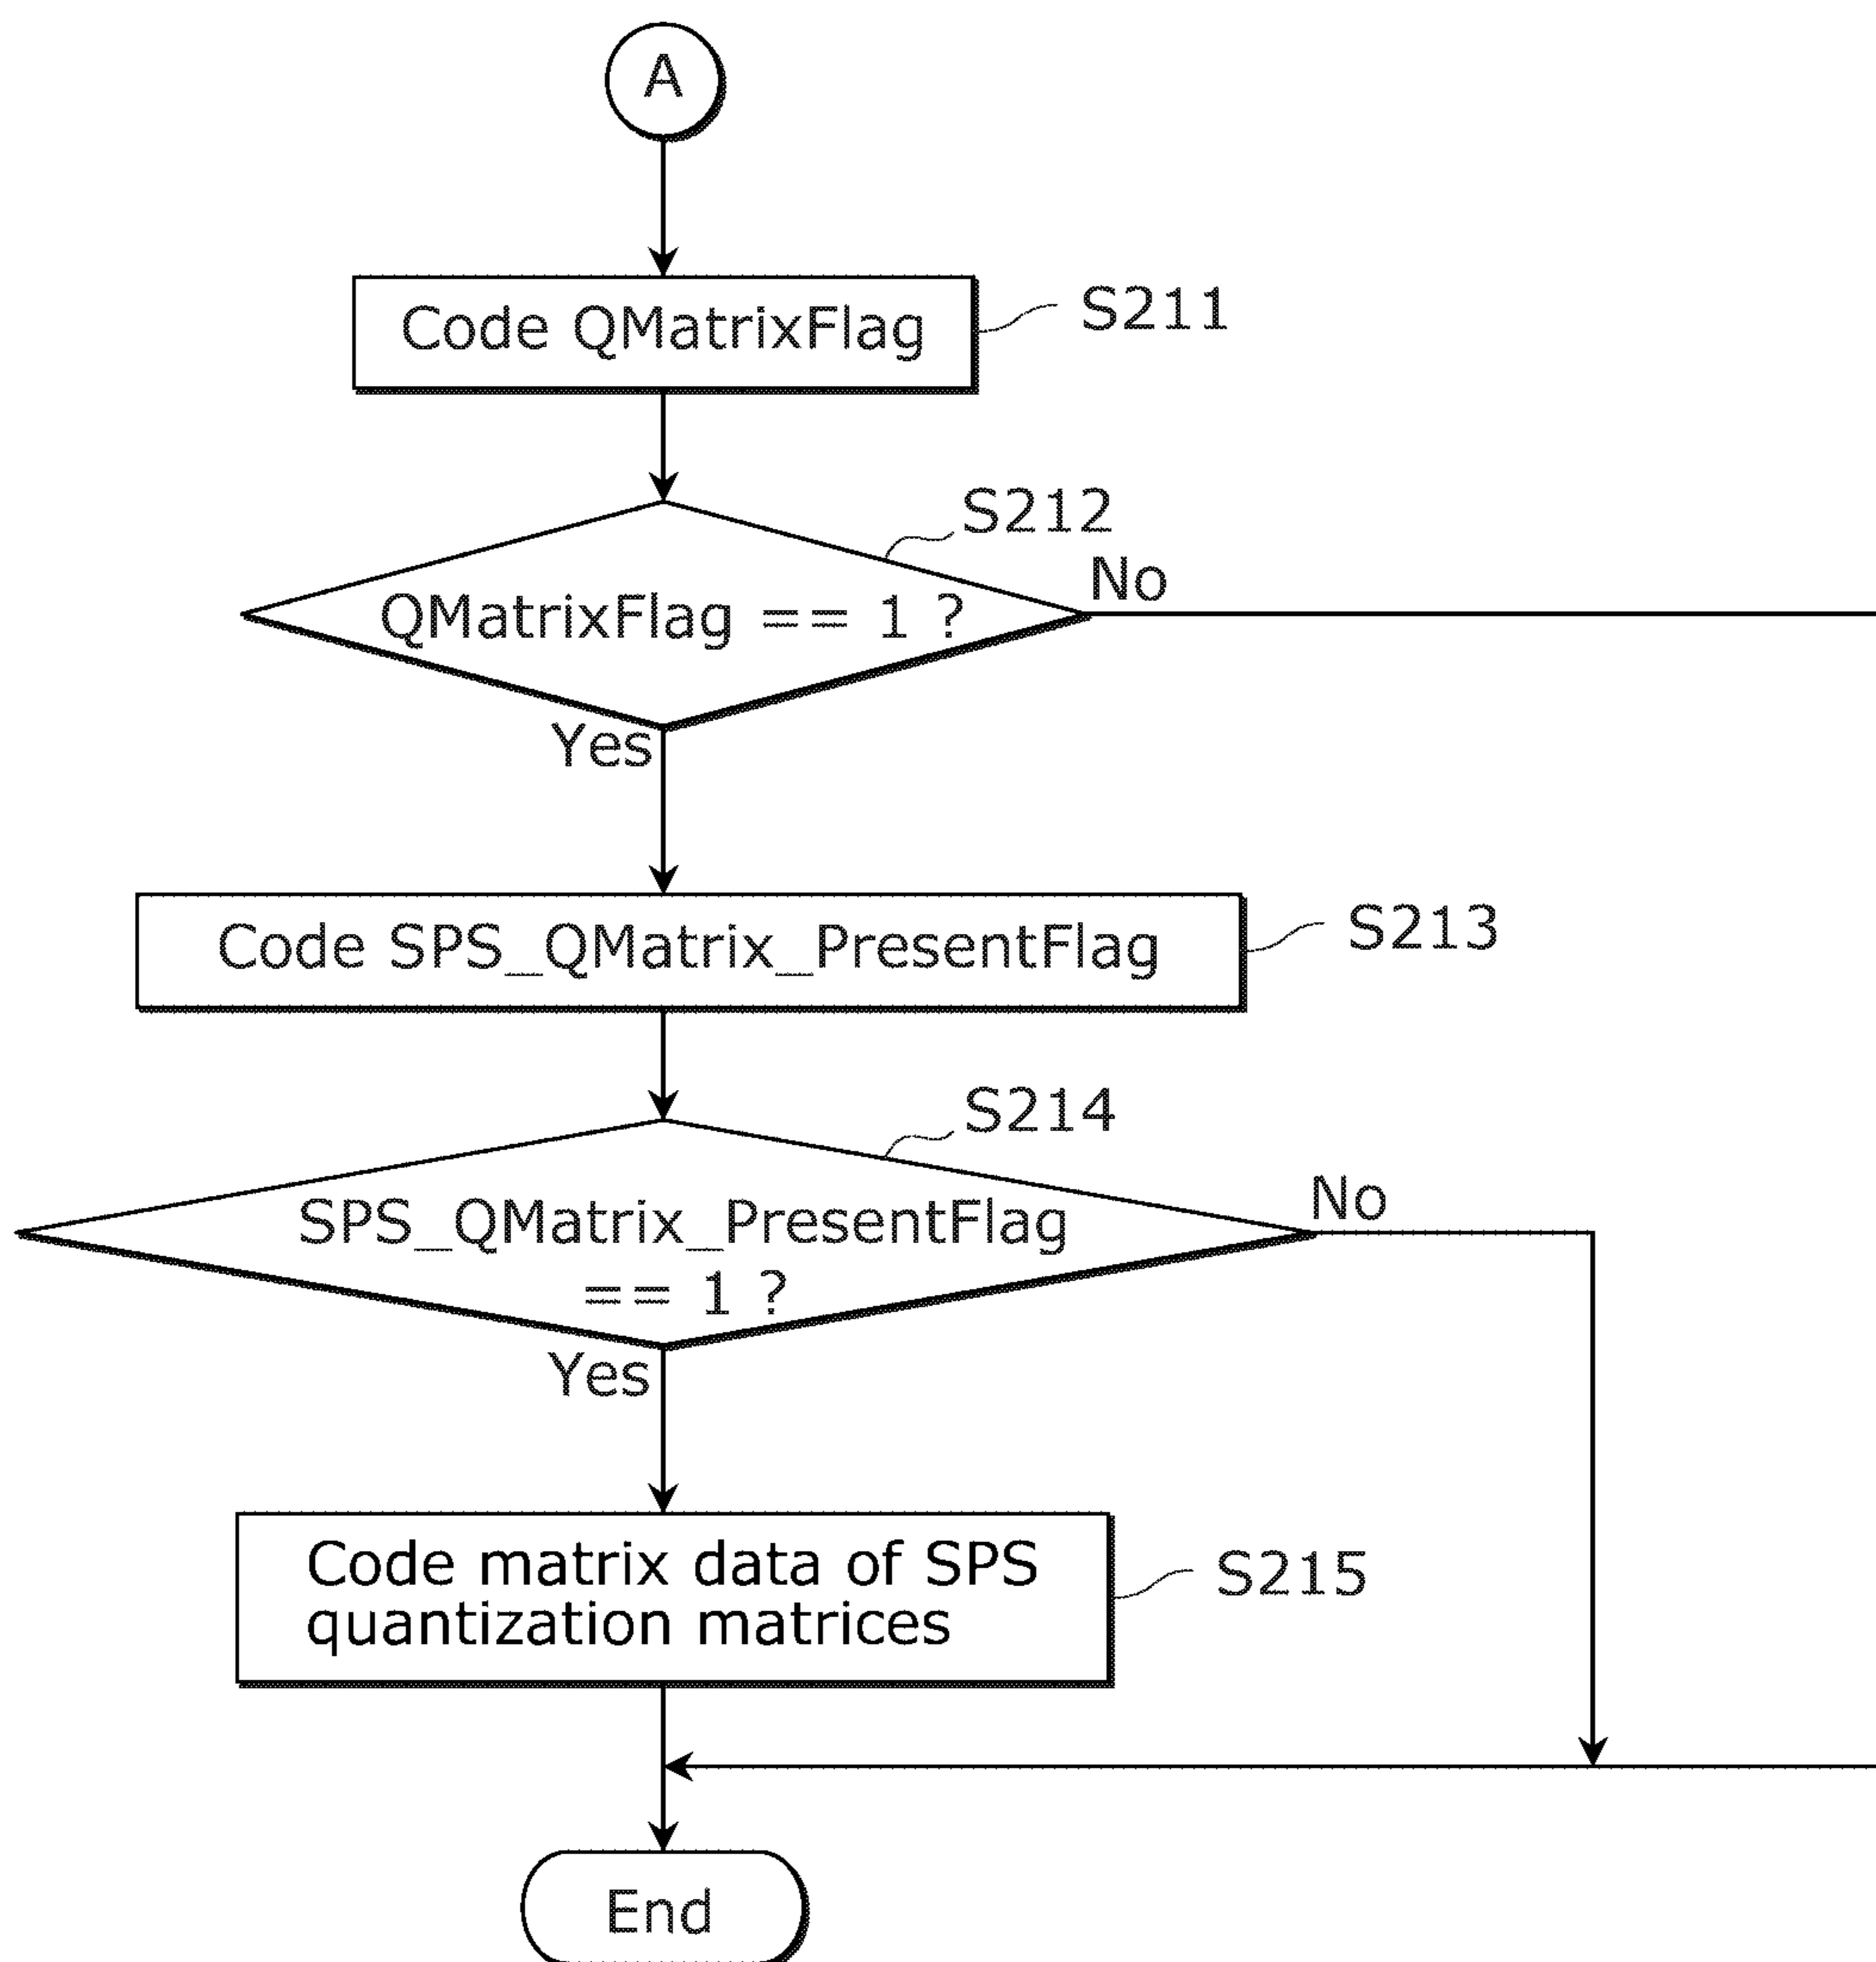 A
Code QMatrixFlag
S211
S212
QMatrixFlag == 1 ?
No
Yes
Code SPS_QMatrix_PresentFlag
S213
S214
SPS_QMatrix_PresentFlag
== 1 ?
No
Yes
Code matrix data of SPS
quantization matrices
S215
End